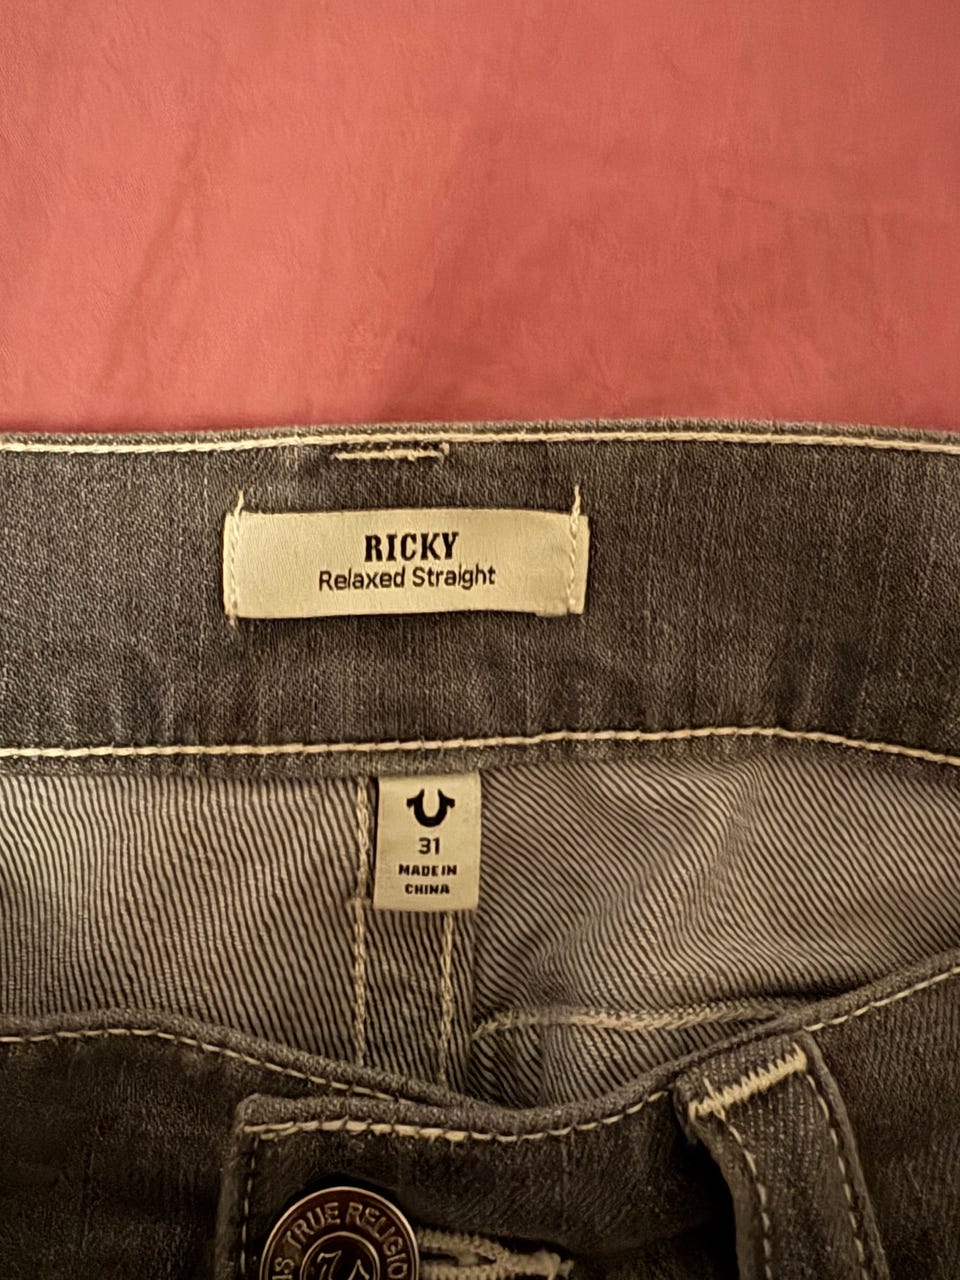 RICKY
Relaxed Straight
31
MADE IN
CHINA
TRUE RELIGIO